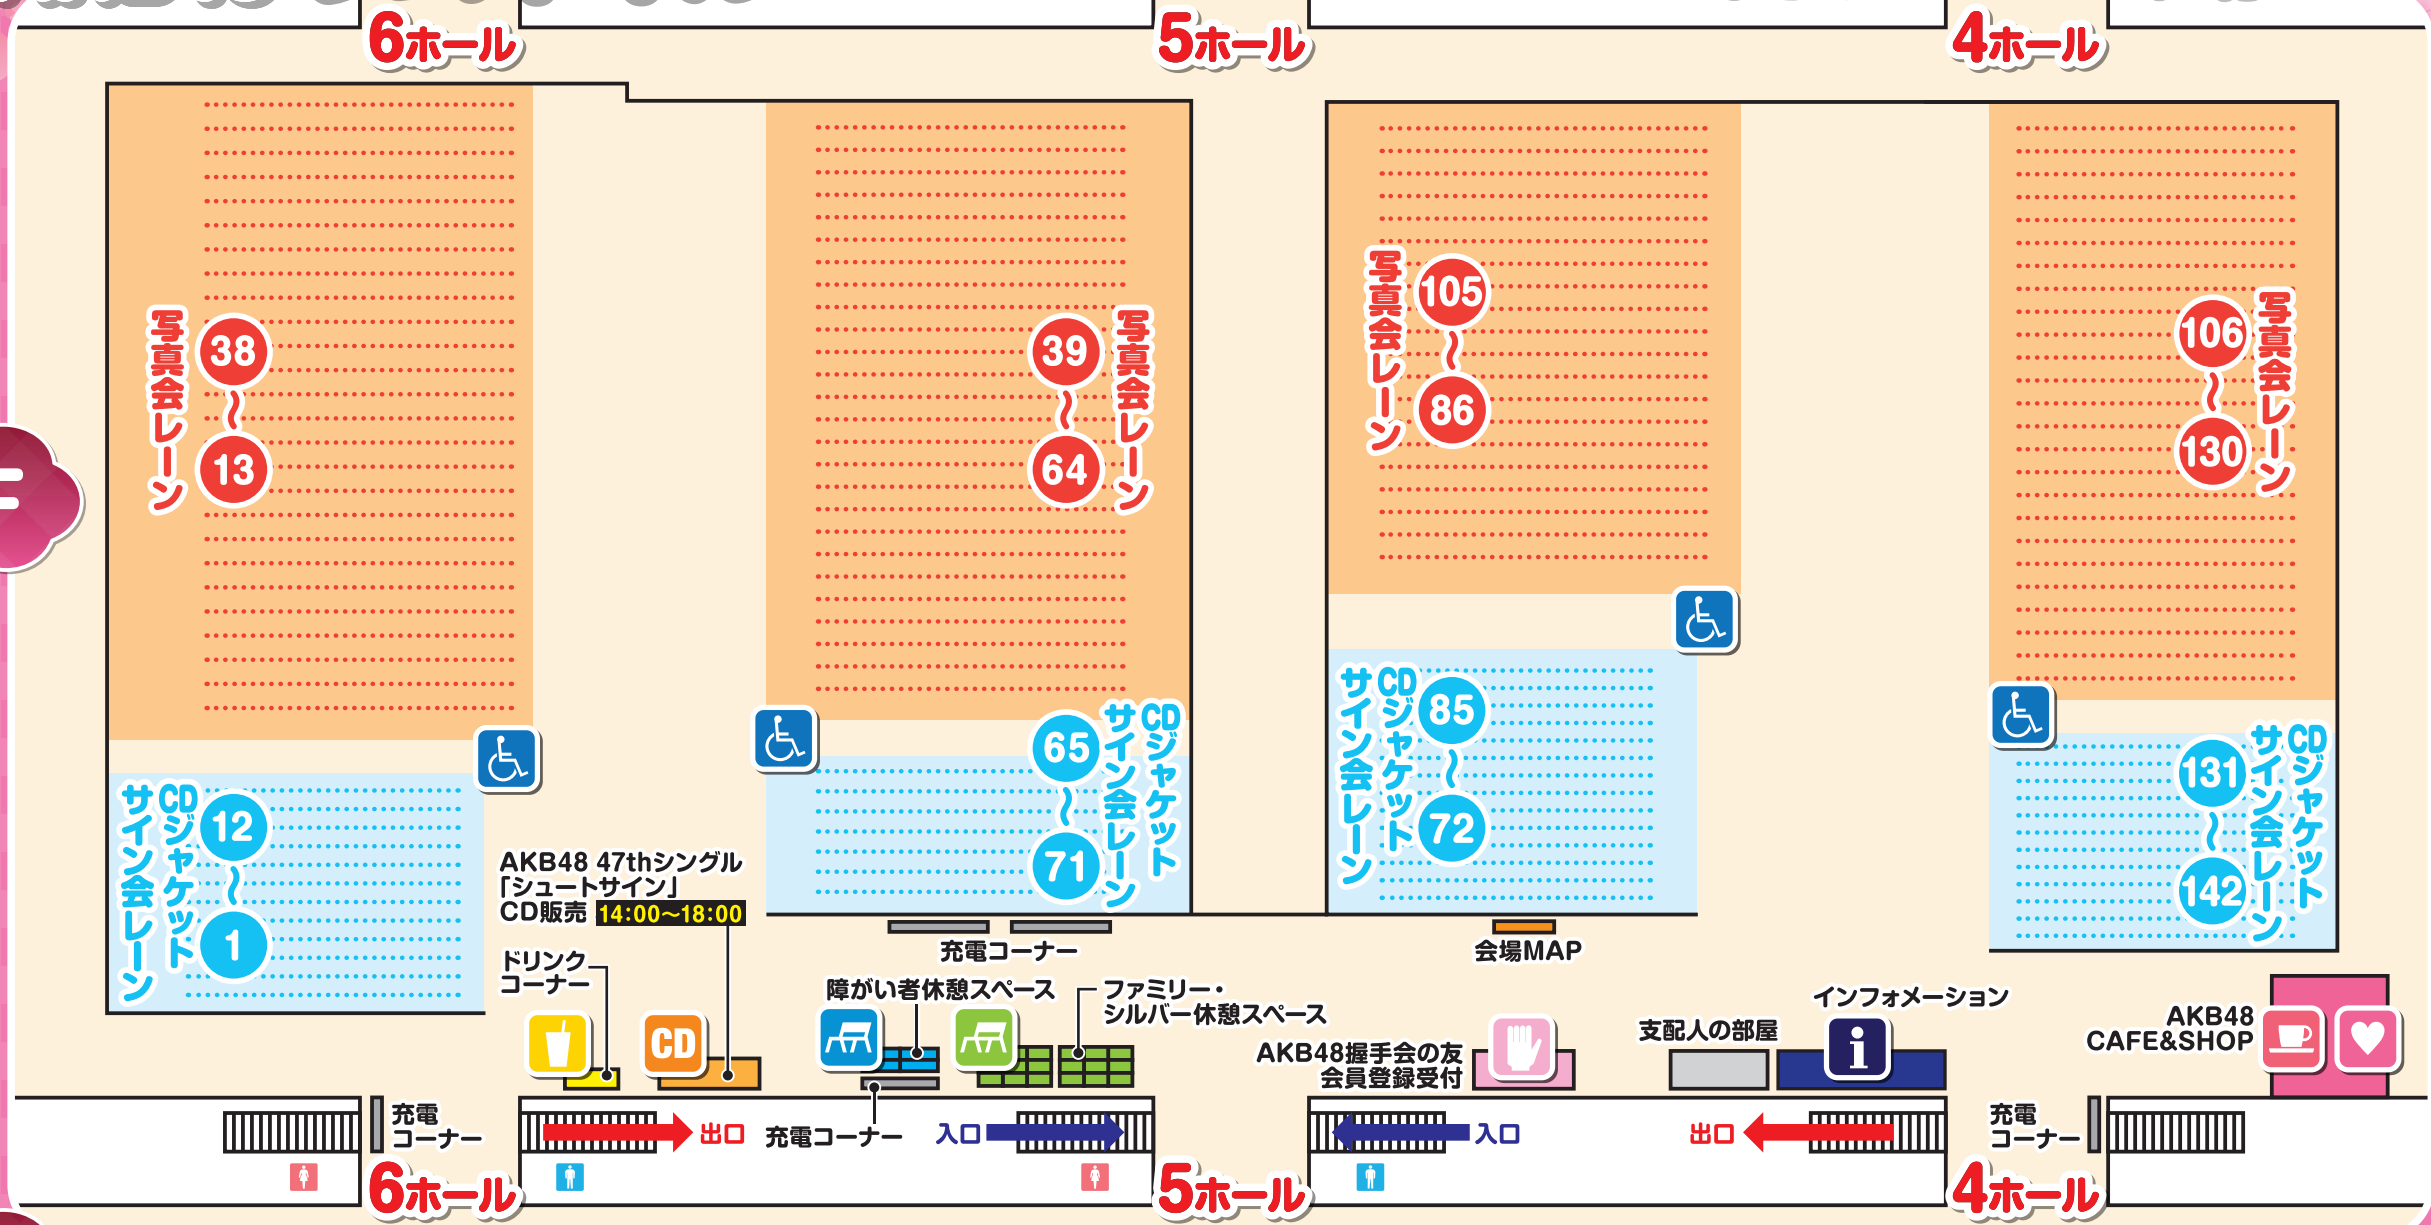 6ホール
5ホール
4ホール
写真会レーン
38
〜
13
39
〜
64
写真会レーン
写真会レーン
105
〜
86
106
〜
130
写真会レーン
CDジャケット
サイン会レーン
12
〜
1
65
〜
71
CDジャケット
サイン会レーン
CDジャケット
サイン会レーン
85
〜
72
131
〜
142
CDジャケット
サイン会レーン
AKB48 47thシングル
「シュートサイン」
CD販売 14:00〜18:00
ドリンク
コーナー
CD
充電コーナー
障がい者休憩スペース
ファミリー・
シルバー休憩スペース
会場MAP
AKB48握手会の友
会員登録受付
支配人の部屋
インフォメーション
i
AKB48
CAFE&SHOP
充電
コーナー
出口
充電コーナー
入口
入口
出口
充電
コーナー
6ホール
5ホール
4ホール